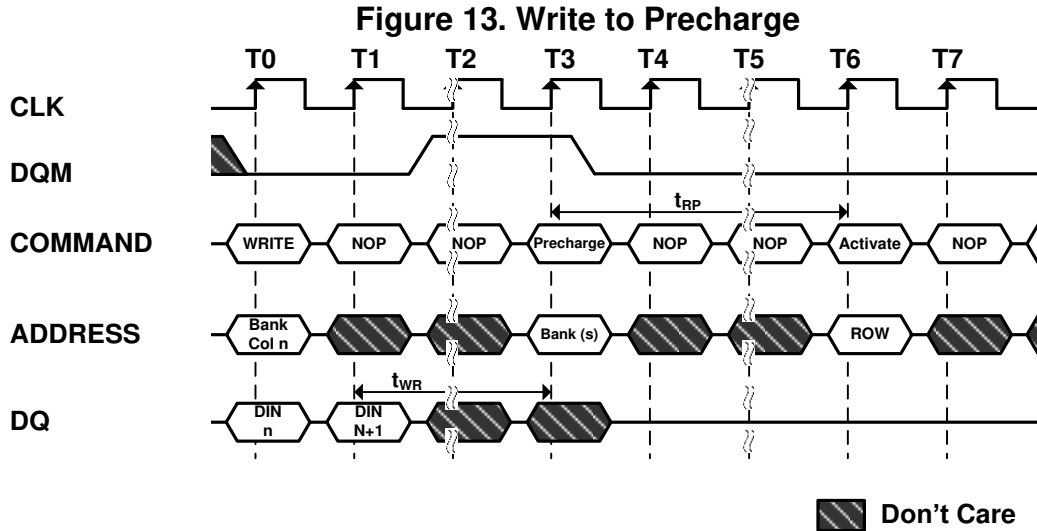 Figure 13. Write to Precharge
T0 T1 T2 T3 T4 T5 T6 T7
CLK
DQM
tRP
COMMAND WRITE NOP NOP Precharge NOP NOP Activate NOP
ADDRESS Bank Col n Bank (s) ROW
tWR
DQ DIN n DIN N+1
Don't Care